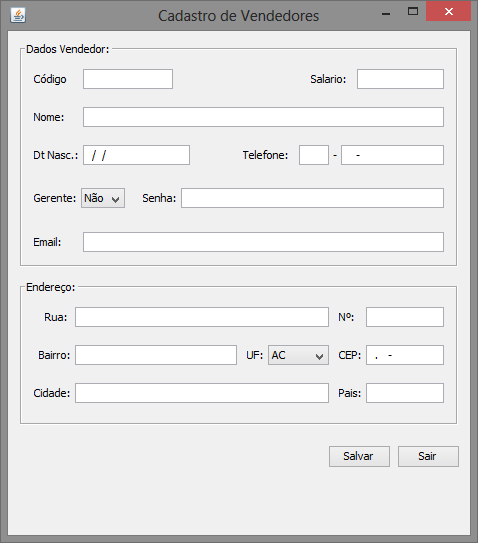 Cadastro de Vendedores
Dados Vendedor:
Código Salario:
Nome:
Dt Nasc.: / / Telefone: - -
Gerente: Não Senha:
Email:
Endereço:
Rua: Nº:
Bairro: UF: AC CEP: . -
Cidade: Pais:
Salvar Sair